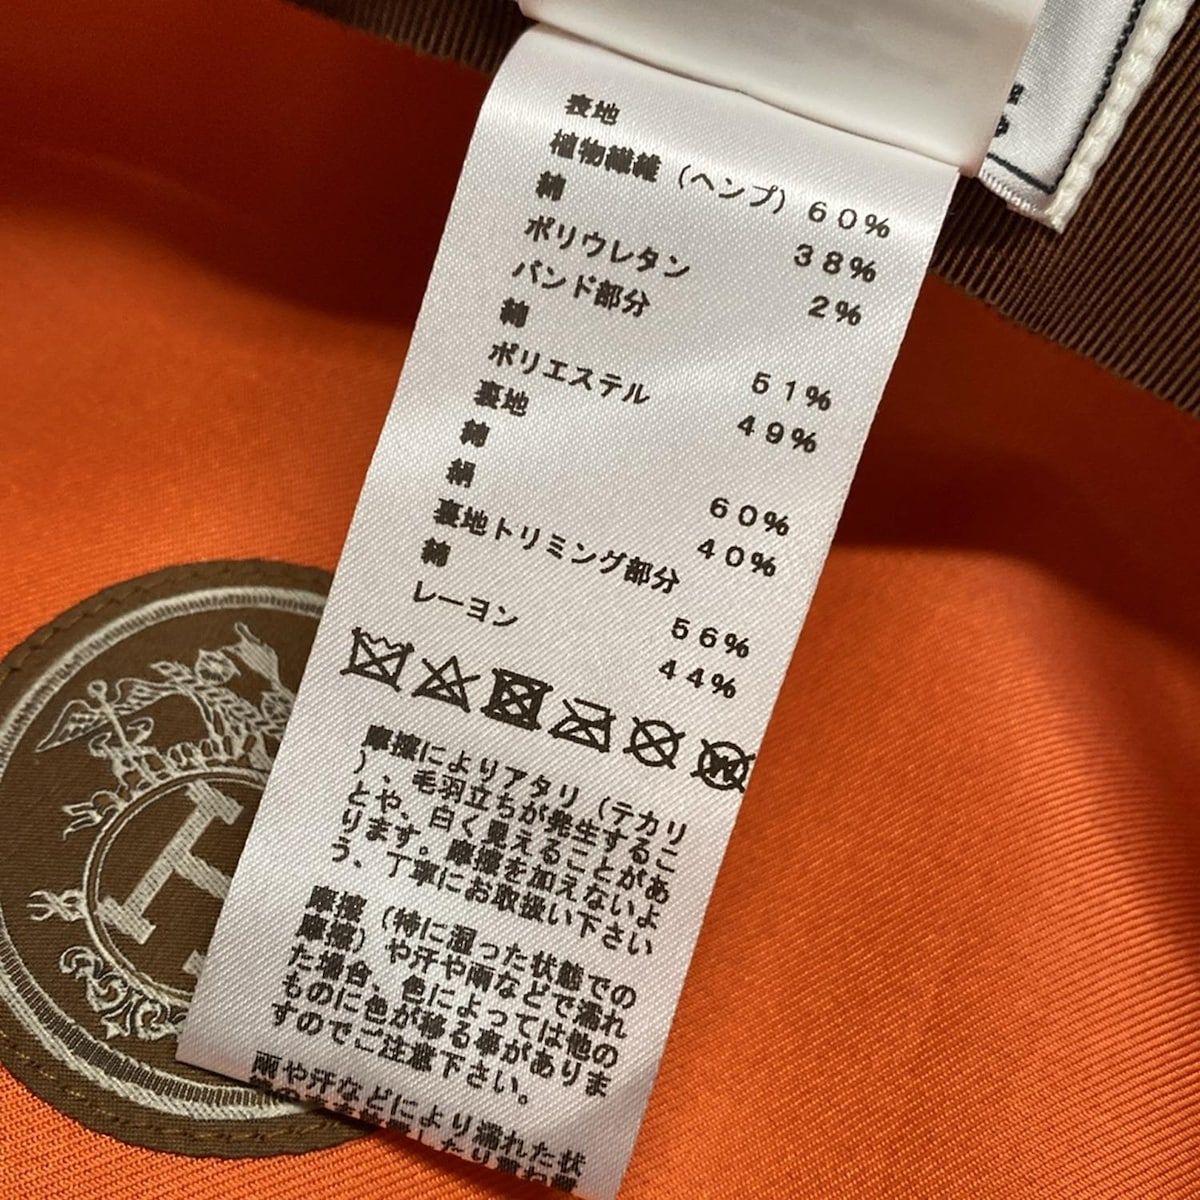 表地
植物繊維（ヘンプ）60%
綿 38%
ポリウレタン 2%
バンド部分
綿 51%
ポリエステル 49%
裏地
綿 60%
絹 40%
裏地トリミング部分
綿 56%
レーヨン 44%
摩擦によりアタリ（テカリ
）、毛羽立ちが発生するこ
とや、白く見えることがあ
ります。摩擦を加えないよ
う、丁寧にお取扱い下さい
摩擦（特に湿った状態での
摩擦）や汗や雨などで濡れ
た場合、色によっては他の
ものに色が移る事がありま
すのでご注意下さい。
雨や汗などにより濡れた状
H